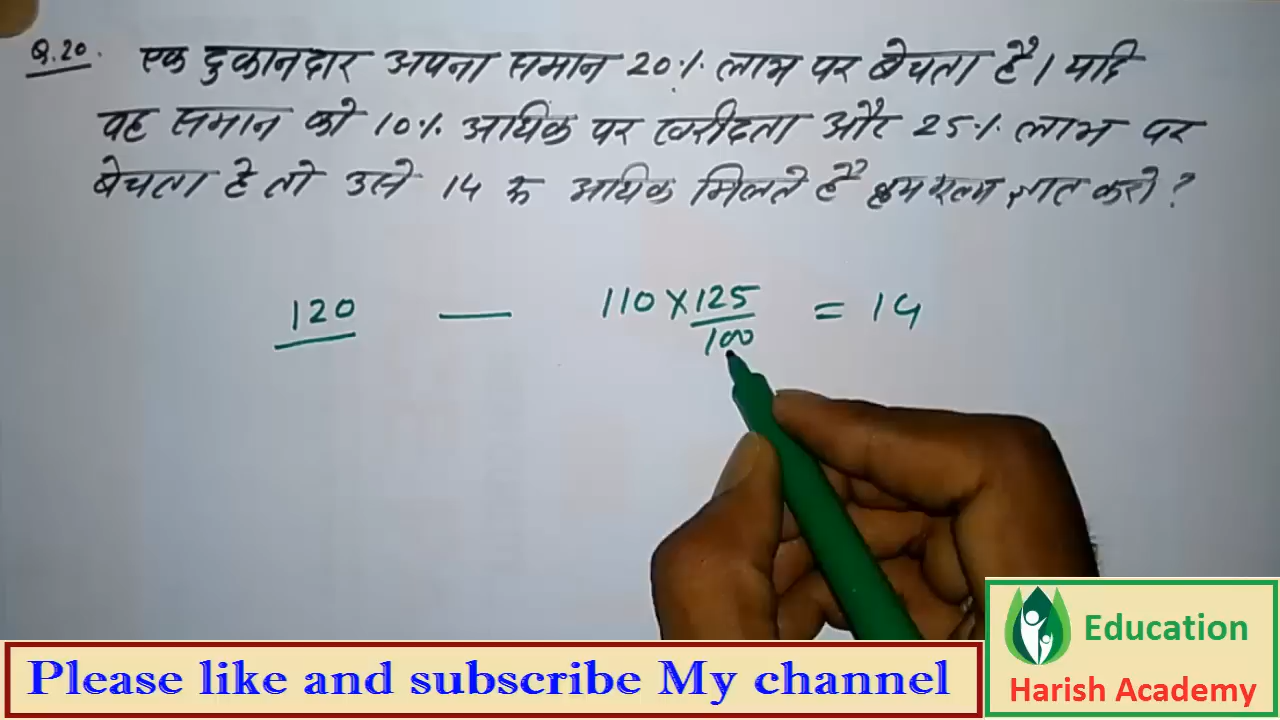 Q.20. एक दुकानदार अपना समान 20% लाभ पर बेचता है। यदि
वह समान को 10% अधिक पर खरीदता और 25% लाभ पर
बेचता है तो उसे 14 रु अधिक मिलते हैं क्रय मूल्य ज्ञात करो ?
120 — 110 × 125 = 14
100
Education
Harish Academy
Please like and subscribe My channel